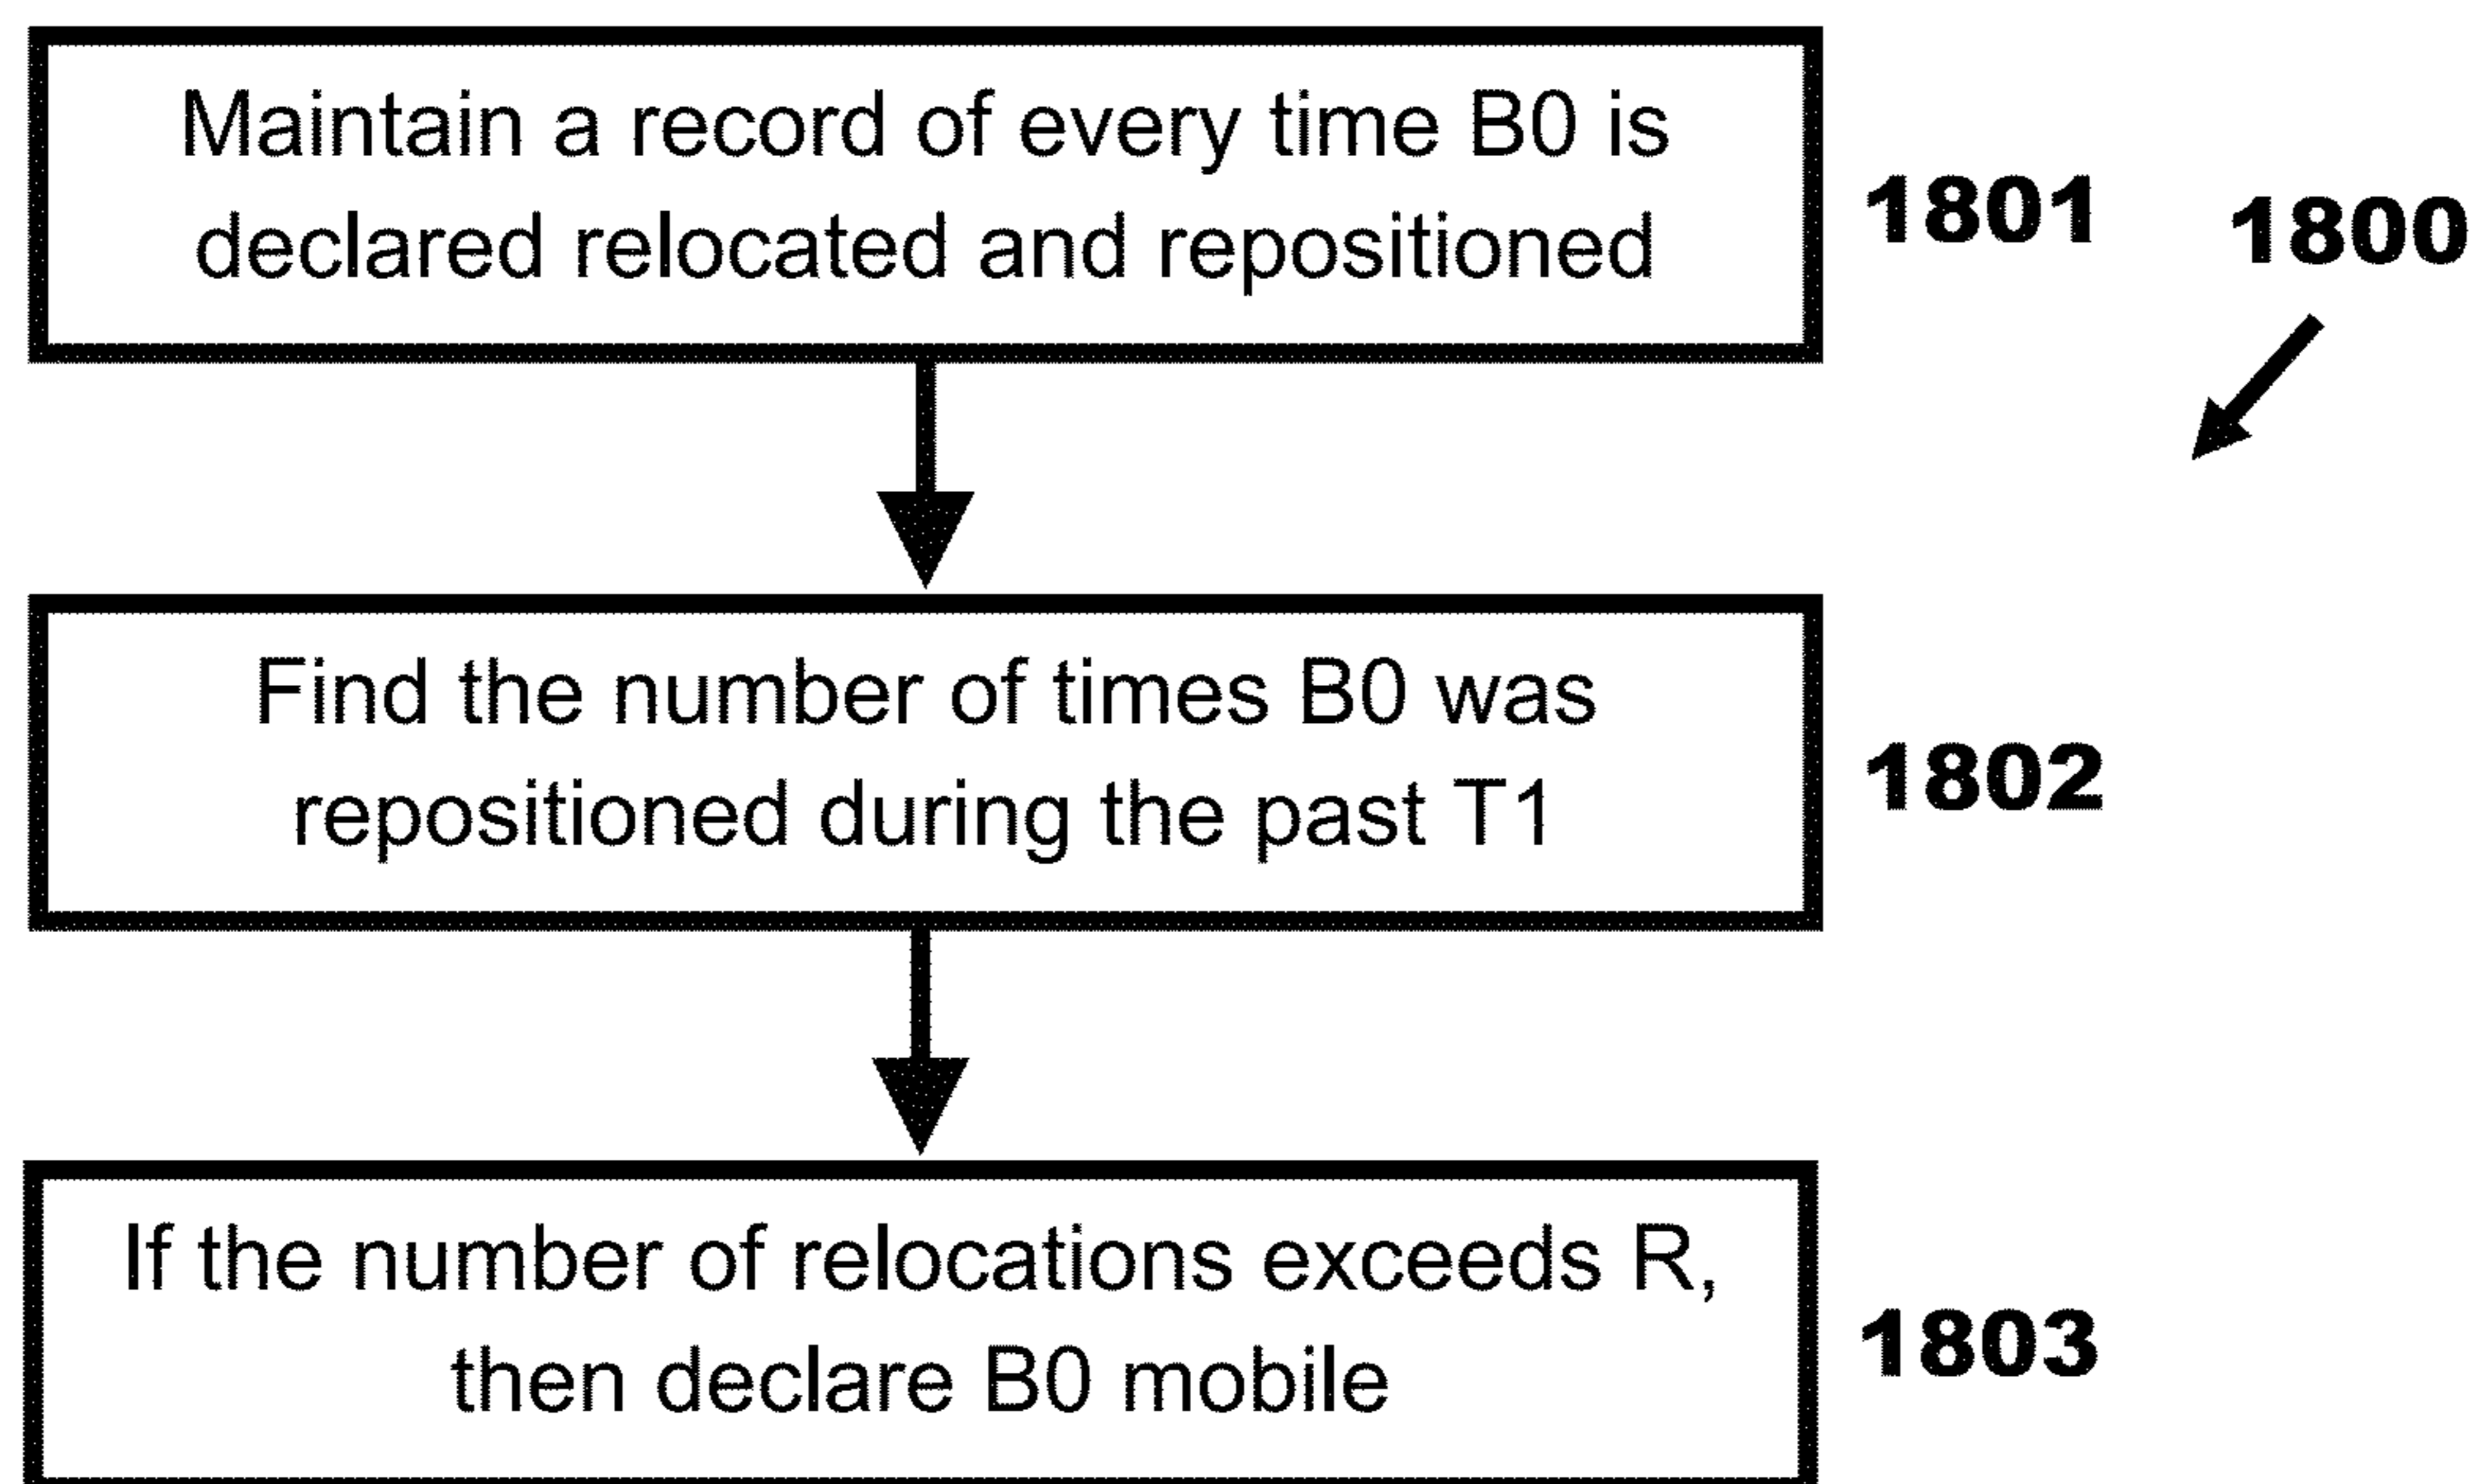 Maintain a record of every time B0 is
declared relocated and repositioned
1801
1800
Find the number of times B0 was
repositioned during the past T1
1802
If the number of relocations exceeds R,
then declare B0 mobile
1803